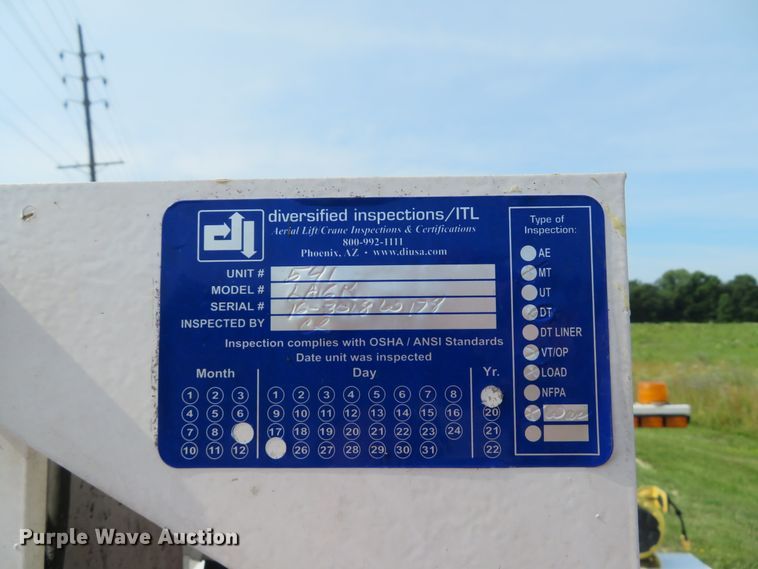 di
diversified inspections/ITL
Aerial Lift Crane Inspections & Certifications
800-992-1111
Phoenix, AZ · www.diusa.com
UNIT # 541
MODEL #
SERIAL #
INSPECTED BY CR
Inspection complies with OSHA / ANSI Standards
Date unit was inspected
Month Day Yr.
1 2 3 1 2 3 4 5 6 7 8
4 5 6 9 10 11 12 13 14 15 16 20
7 8 17 18 19 20 21 22 23 24 21
10 11 12 26 27 28 29 30 31 22
Type of
Inspection:
AE
MT
UT
DT
DT LINER
VT/OP
LOAD
NFPA
Purple Wave Auction